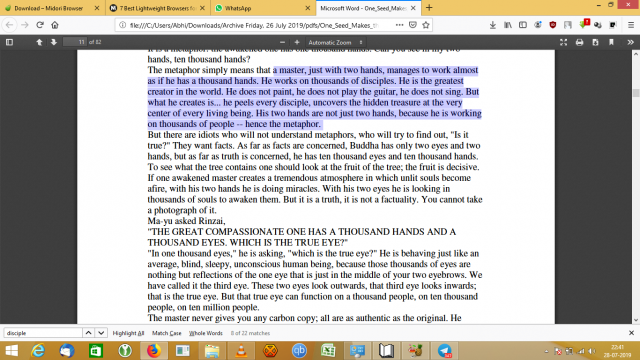 Download – Midori Browser
7 Best Lightweight Browsers fo
WhatsApp
Microsoft Word - One_Seed_Makes_t
file:///C:/Users/Abhi/Downloads/Archive Friday. 26 July 2019/pdfs/One_Seed_Makes_
11 of 82
Automatic Zoom
It is a metaphor: the awakened one has one thousand hands. Can you see in my two
hands, ten thousand hands?
The metaphor simply means that a master, just with two hands, manages to work almost
as if he has a thousand hands. He works on thousands of disciples. He is the greatest
creator in the world. He does not paint, he does not play the guitar, he does not sing. But
what he creates is... he peels every disciple, uncovers the hidden treasure at the very
center of every living being. His two hands are not just two hands, because he is working
on thousands of people -- hence the metaphor.
But there are idiots who will not understand metaphors, who will try to find out, "Is it
true?" They want facts. As far as facts are concerned, Buddha has only two eyes and two
hands, but as far as truth is concerned, he has ten thousand eyes and ten thousand hands.
To see what the tree contains one should look at the fruit of the tree; the fruit is decisive.
If one awakened master creates a tremendous atmosphere in which unlit souls become
afire, with his two hands he is doing miracles. With his two eyes he is looking in
thousands of souls to awaken them. But it is a truth, it is not a factuality. You cannot take
a photograph of it.
Ma-yu asked Rinzai,
"THE GREAT COMPASSIONATE ONE HAS A THOUSAND HANDS AND A
THOUSAND EYES. WHICH IS THE TRUE EYE?"
"In one thousand eyes," he is asking, "which is the true eye?" He is behaving just like an
average, blind, sleepy, unconscious human being, because those thousands of eyes are
nothing but reflections of the one eye that is just in the middle of your two eyebrows. We
have called it the third eye. These two eyes look outwards, that third eye looks inwards;
that is the true eye. But that true eye can function on a thousand people, on ten thousand
people, on ten million people.
The master never gives you any carbon copy; all are as authentic as the original. He
disciple
Highlight All
Match Case
Whole Words
8 of 22 matches
22:41
28-07-2019